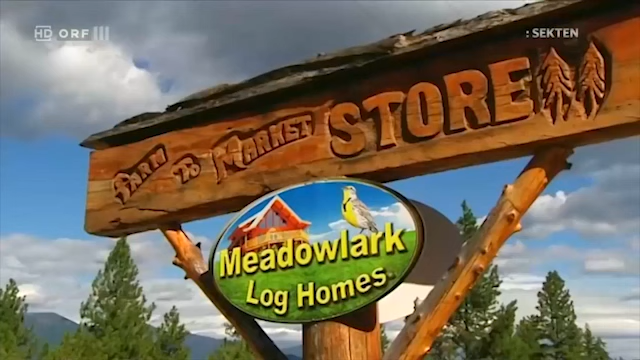 HD ORF III
: SEKTEN
FARM TO MARKET STORE
Meadowlark
Log Homes